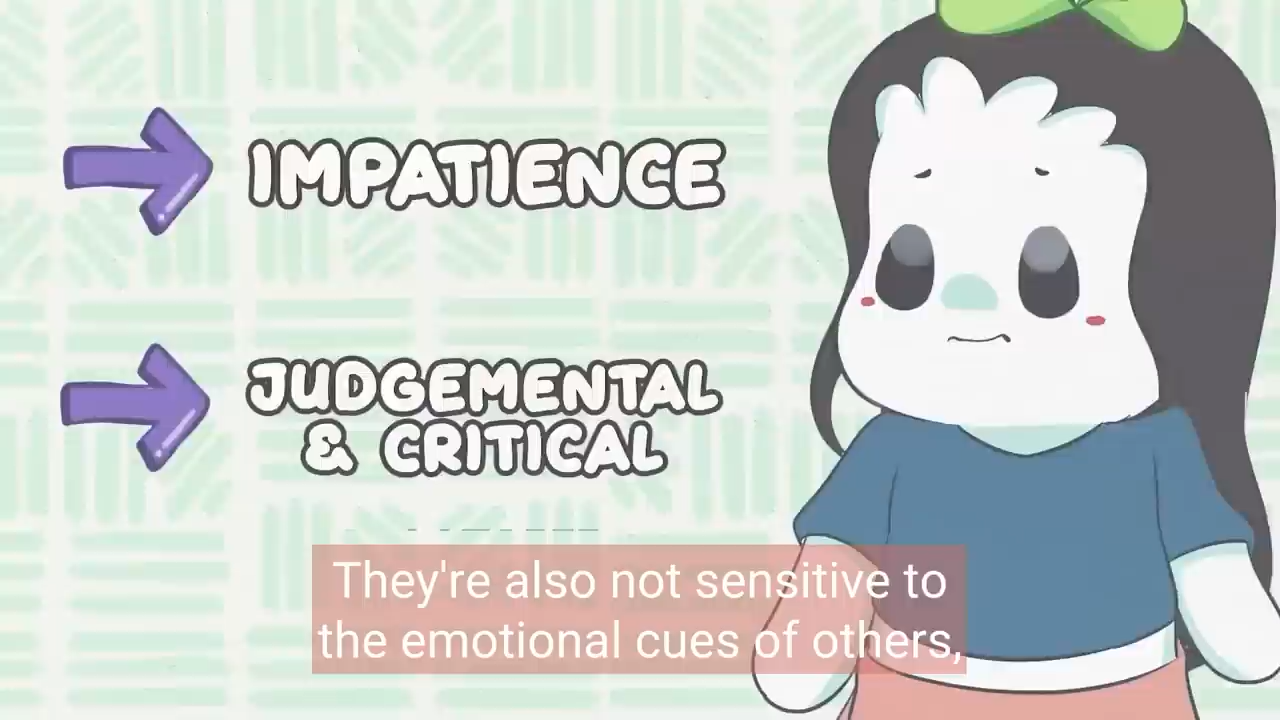 IMPATIENCE
JUDGEMENTAL
& CRITICAL
They're also not sensitive to
the emotional cues of others,